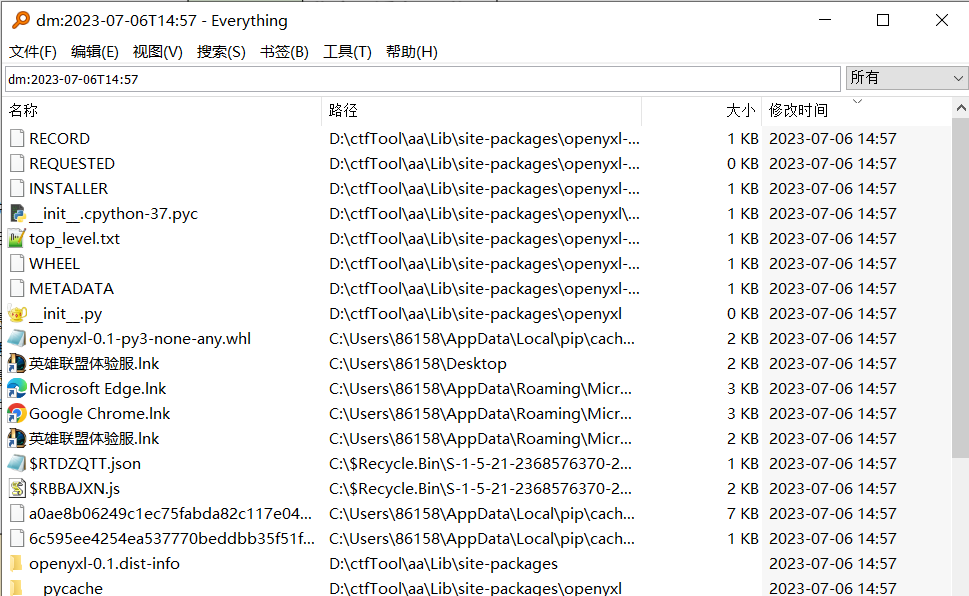 dm:2023-07-06T14:57 - Everything
文件(F) 编辑(E) 视图(V) 搜索(S) 书签(B) 工具(T) 帮助(H)
dm:2023-07-06T14:57 所有
名称 路径 大小 修改时间
RECORD D:\ctfTool\aa\Lib\site-packages\openyxl-... 1 KB 2023-07-06 14:57
REQUESTED D:\ctfTool\aa\Lib\site-packages\openyxl-... 0 KB 2023-07-06 14:57
INSTALLER D:\ctfTool\aa\Lib\site-packages\openyxl-... 1 KB 2023-07-06 14:57
__init__.cpython-37.pyc D:\ctfTool\aa\Lib\site-packages\openyxl\... 1 KB 2023-07-06 14:57
top_level.txt D:\ctfTool\aa\Lib\site-packages\openyxl-... 1 KB 2023-07-06 14:57
WHEEL D:\ctfTool\aa\Lib\site-packages\openyxl-... 1 KB 2023-07-06 14:57
METADATA D:\ctfTool\aa\Lib\site-packages\openyxl-... 1 KB 2023-07-06 14:57
__init__.py D:\ctfTool\aa\Lib\site-packages\openyxl 0 KB 2023-07-06 14:57
openyxl-0.1-py3-none-any.whl C:\Users\86158\AppData\Local\pip\cach... 2 KB 2023-07-06 14:57
英雄联盟体验服.lnk C:\Users\86158\Desktop 2 KB 2023-07-06 14:57
Microsoft Edge.lnk C:\Users\86158\AppData\Roaming\Micr... 3 KB 2023-07-06 14:57
Google Chrome.lnk C:\Users\86158\AppData\Roaming\Micr... 3 KB 2023-07-06 14:57
英雄联盟体验服.lnk C:\Users\86158\AppData\Roaming\Micr... 2 KB 2023-07-06 14:57
$RTDZQTT.json C:\$Recycle.Bin\S-1-5-21-2368576370-2... 1 KB 2023-07-06 14:57
$RBBAJXN.js C:\$Recycle.Bin\S-1-5-21-2368576370-2... 2 KB 2023-07-06 14:57
a0ae8b06249c1ec75fabda82c117e04... C:\Users\86158\AppData\Local\pip\cach... 7 KB 2023-07-06 14:57
6c595ee4254ea537770beddbb35f51f... C:\Users\86158\AppData\Local\pip\cach... 1 KB 2023-07-06 14:57
openyxl-0.1.dist-info D:\ctfTool\aa\Lib\site-packages 2023-07-06 14:57
__pycache__ D:\ctfTool\aa\Lib\site-packages\openyxl 2023-07-06 14:57